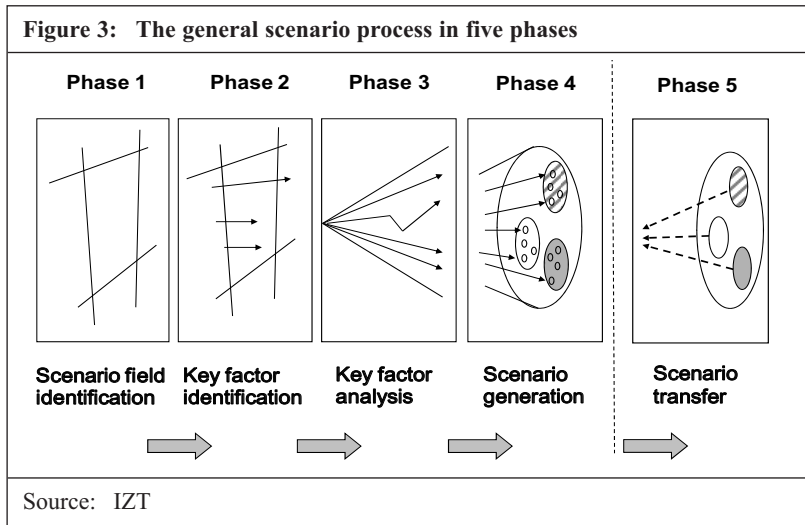 Figure 3: The general scenario process in five phases
Phase 1 Phase 2 Phase 3 Phase 4 Phase 5
Scenario field Key factor Key factor Scenario Scenario
identification identification analysis generation transfer
Source: IZT